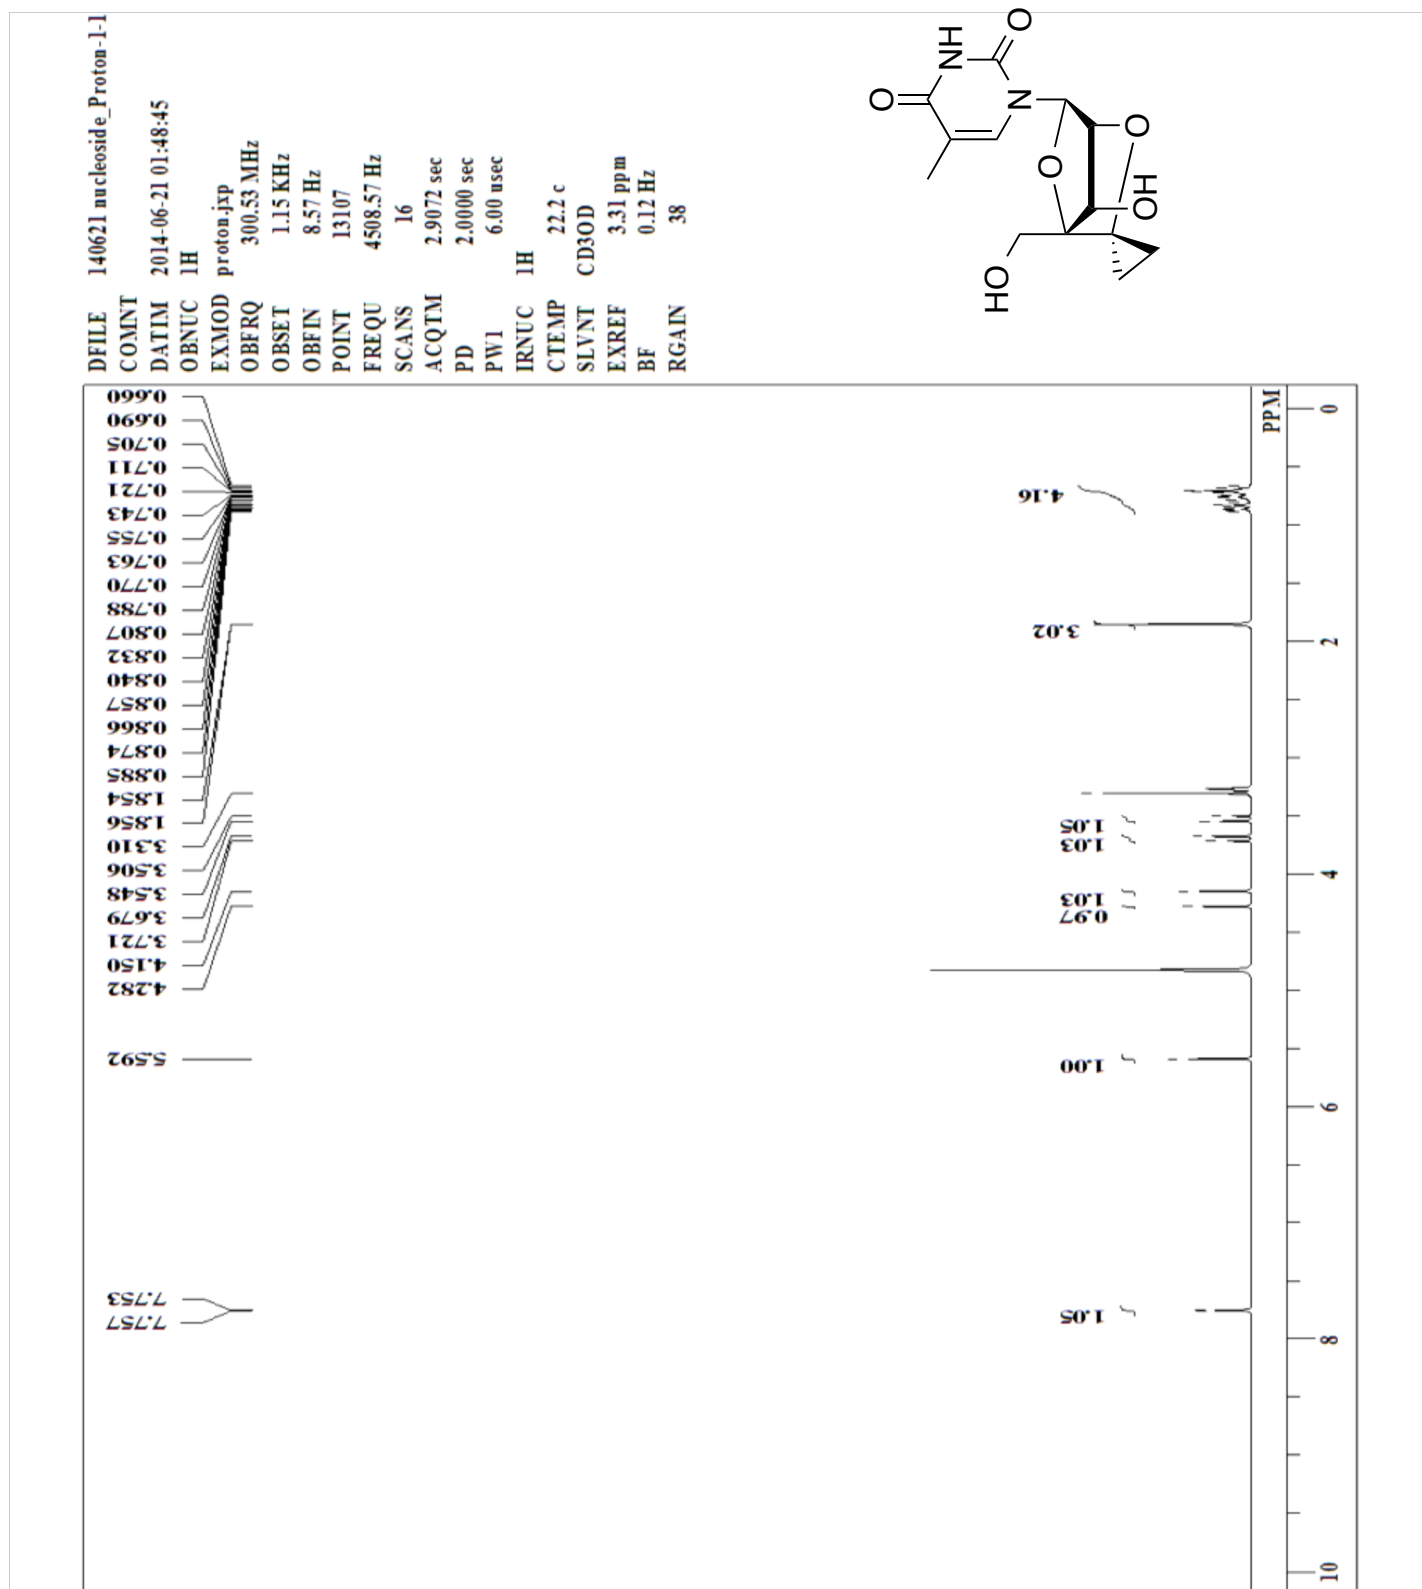 DFILE 140621 nucleoside_Proton-1-1
COMNT
DATIM 2014-06-21 01:48:45
OBNUC 1H
EXMOD proton.jxp
OBFRQ 300.53 MHz
OBSET 1.15 KHz
OBFIN 8.57 Hz
POINT 13107
FREQU 4508.57 Hz
SCANS 16
ACQTM 2.9072 sec
PD 2.0000 sec
PW1 6.00 usec
IRNUC 1H
CTEMP 22.2 c
SLVNT CD3OD
EXREF 3.31 ppm
BF 0.12 Hz
RGAIN 38
O
NH
O
N
O
O
OH
HO
0.660
0.690
0.705
0.711
0.721
0.743
0.755
0.763
0.770
0.788
0.807
0.832
0.840
0.857
0.866
0.874
0.885
1.854
1.856
3.310
3.506
3.548
3.679
3.721
4.150
4.282
5.592
7.753
7.757
4.16
3.02
1.05
1.03
1.03
0.97
1.00
1.05
PPM
0
2
4
6
8
10